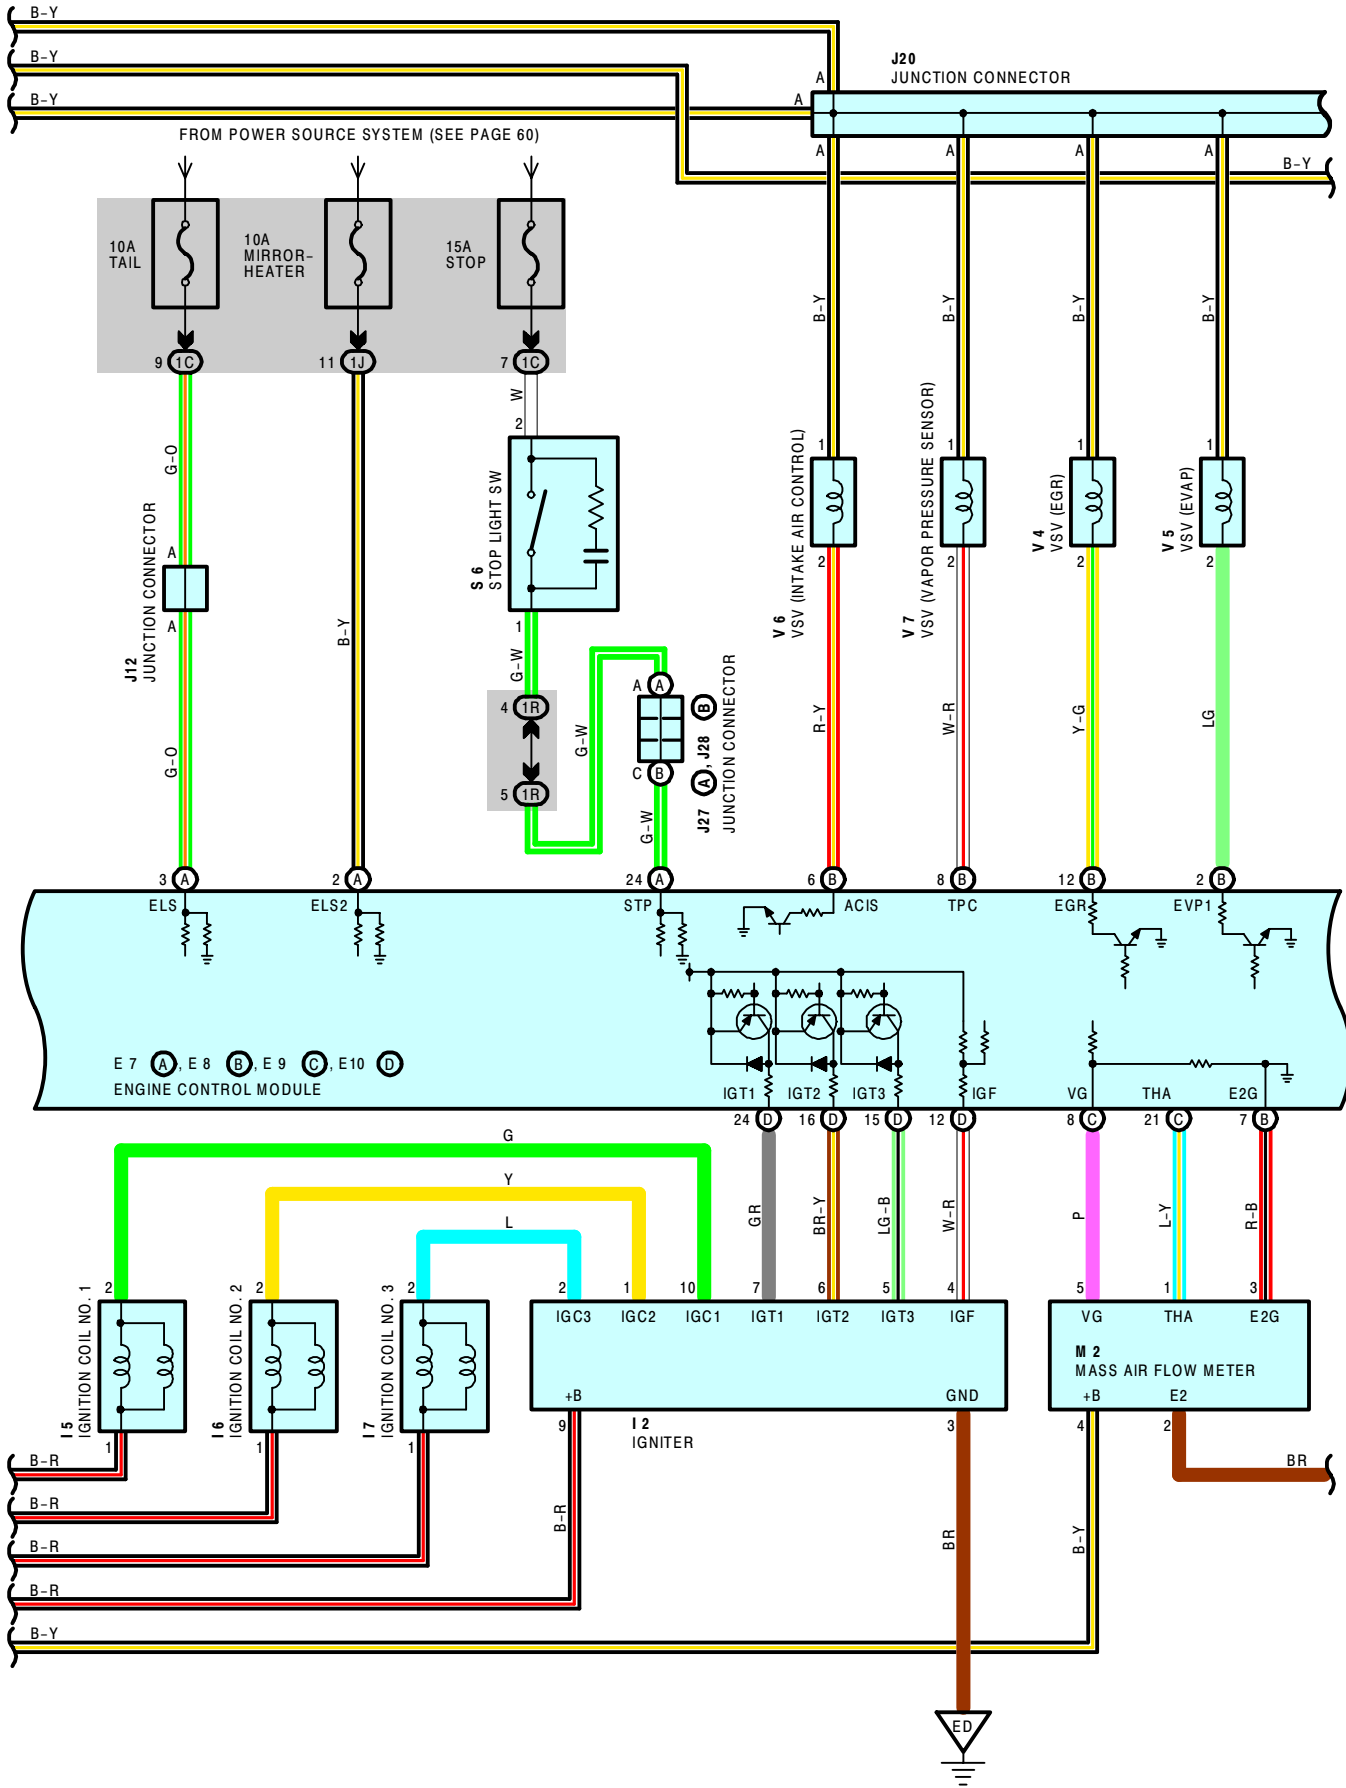 B-Y
B-Y
B-Y
J20
JUNCTION CONNECTOR
A
A
FROM POWER SOURCE SYSTEM (SEE PAGE 60)
A
A
A
A
B-Y
10A
TAIL
10A
MIRROR-
HEATER
15A
STOP
9 1C
11 1J
7 1C
B-Y
B-Y
B-Y
B-Y
W
2
G-O
A
A
J12
JUNCTION CONNECTOR
G-O
B-Y
S 6
STOP LIGHT SW
1
G-W
4 1R
5 1R
G-W
A A
C B
G-W
J27 A, J28 B
JUNCTION CONNECTOR
1
1
1
1
V 6
VSV (INTAKE AIR CONTROL)
V 7
VSV (VAPOR PRESSURE SENSOR)
V 4
VSV (EGR)
V 5
VSV (EVAP)
2
2
2
2
R-Y
W-R
Y-G
LG
3 A
2 A
24 A
6 B
8 B
12 B
2 B
ELS
ELS2
STP
ACIS
TPC
EGR
EVP1
E 7 A, E 8 B, E 9 C, E10 D
ENGINE CONTROL MODULE
IGT1
IGT2
IGT3
IGF
VG
THA
E2G
24 D
16 D
15 D
12 D
8 C
21 C
7 B
G
Y
L
GR
BR-Y
LG-B
W-R
P
L-Y
R-B
2
2
2
2
1
10
7
6
5
4
5
1
3
I 5
IGNITION COIL NO. 1
I 6
IGNITION COIL NO. 2
I 7
IGNITION COIL NO. 3
IGC3
IGC2
IGC1
IGT1
IGT2
IGT3
IGF
VG
THA
E2G
M 2
MASS AIR FLOW METER
+B
GND
+B
E2
1
1
1
9
I 2
IGNITER
3
4
2
B-R
B-R
B-R
B-R
B-Y
B-R
BR
B-Y
BR
ED